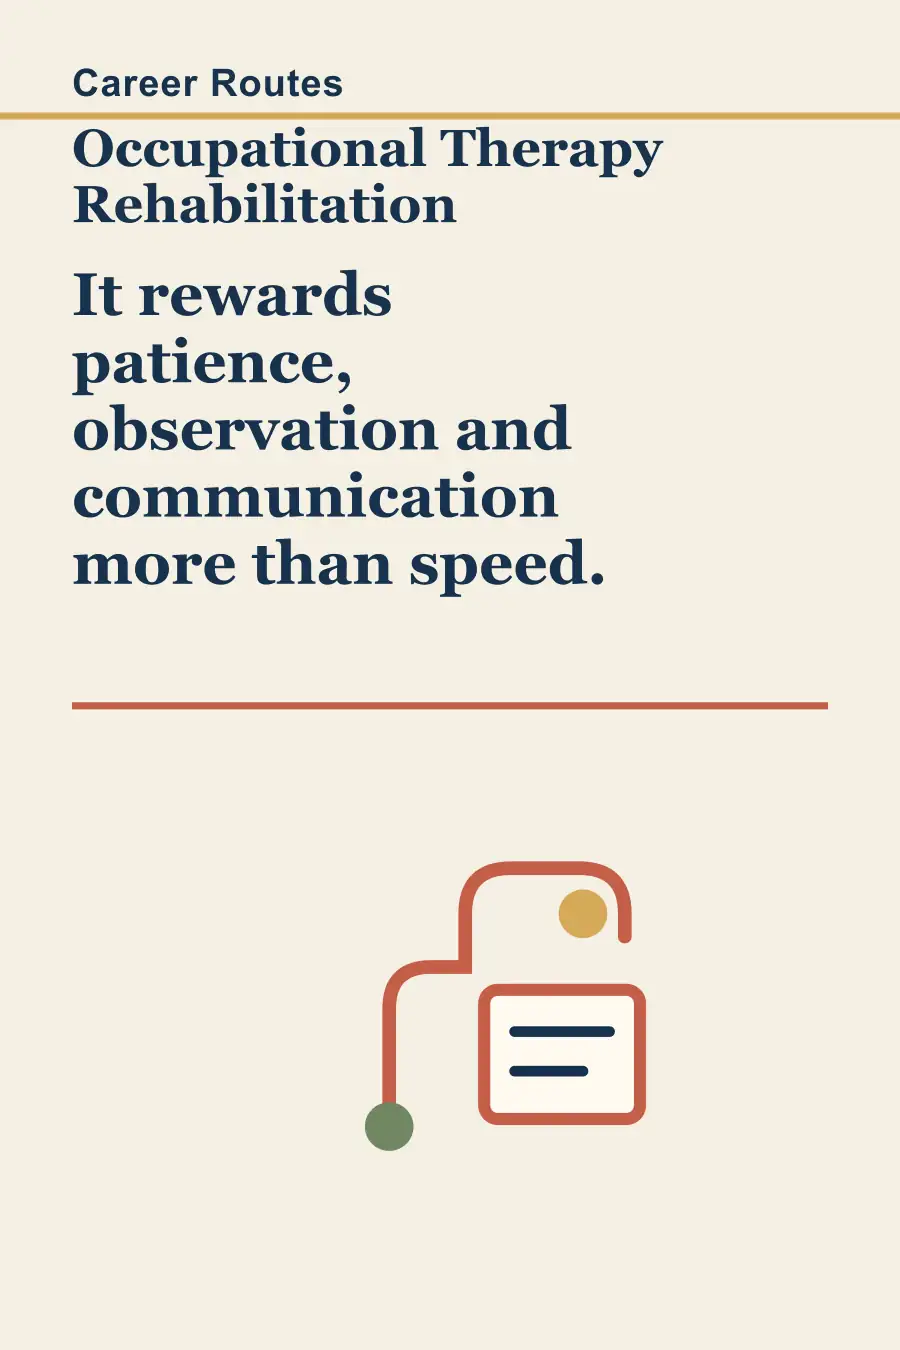 Career Routes
Occupational Therapy
Rehabilitation
It rewards
patience,
observation and
communication
more than speed.